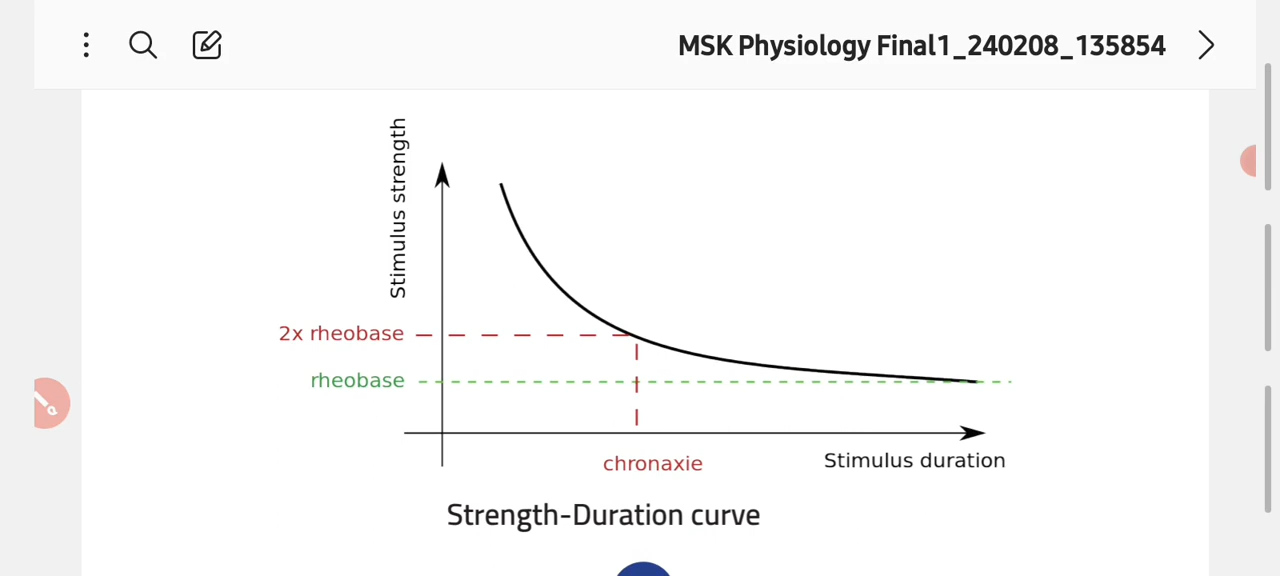 MSK Physiology Final1_240208_135854
Stimulus strength
2x rheobase
rheobase
chronaxie
Stimulus duration
Strength-Duration curve